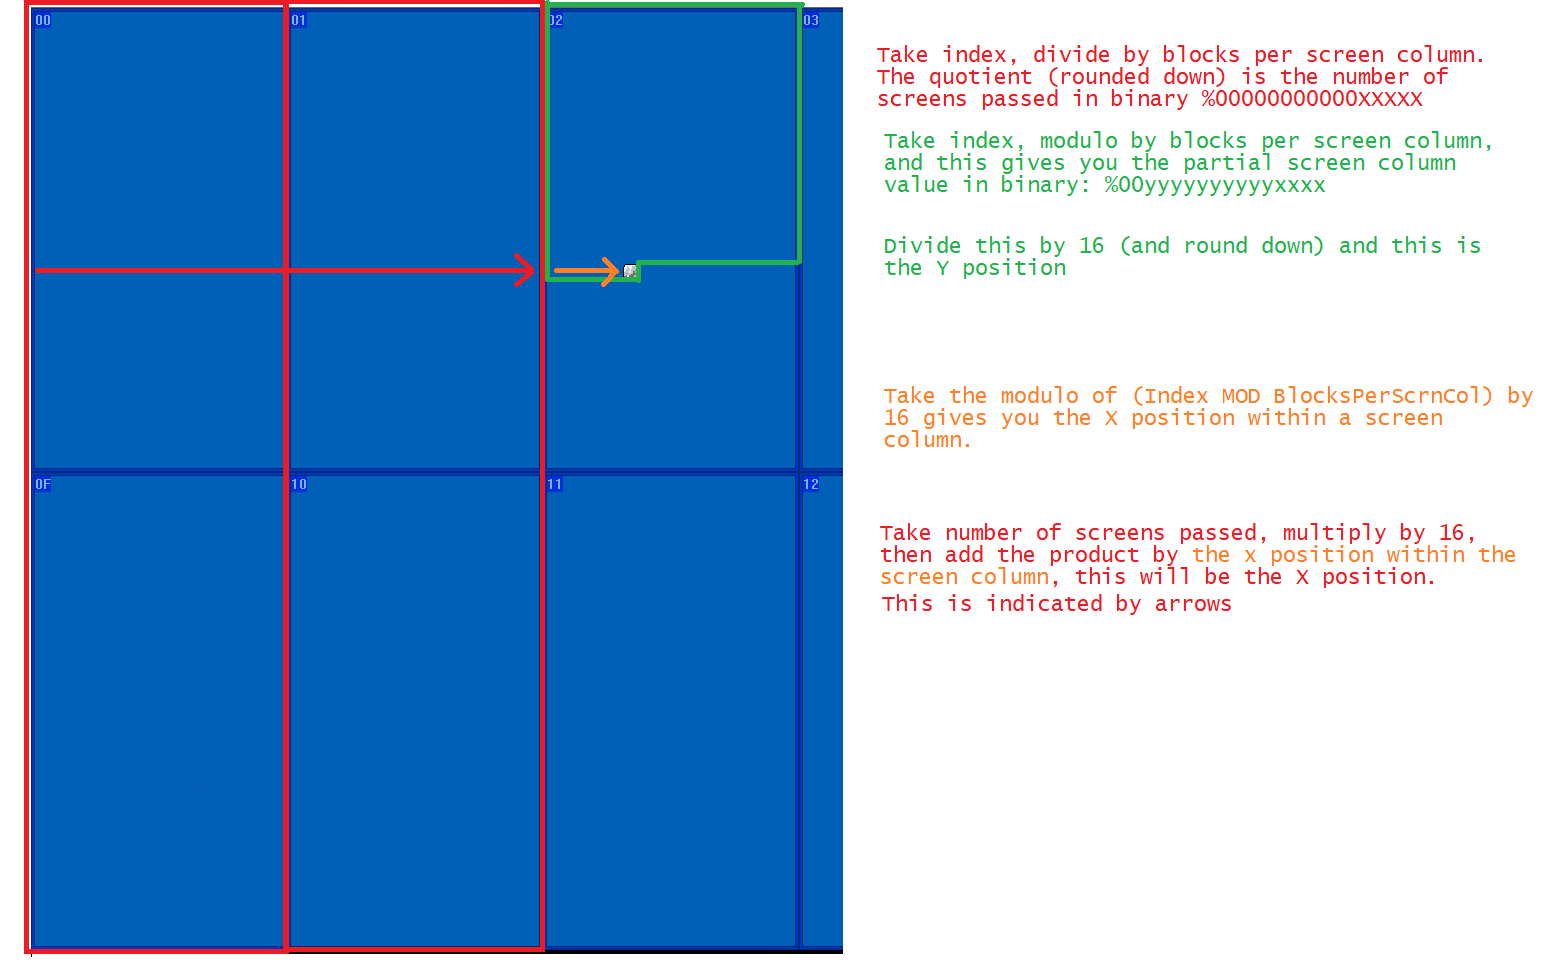 00
01
02
03
Take index, divide by blocks per screen column.
The quotient (rounded down) is the number of
screens passed in binary %00000000000XXXXX
Take index, modulo by blocks per screen column,
and this gives you the partial screen column
value in binary: %00yyyyyyyyyyxxxx
Divide this by 16 (and round down) and this is
the Y position
Take the modulo of (Index MOD BlocksPerScrnCol) by
16 gives you the X position within a screen
column.
0F
10
11
12
Take number of screens passed, multiply by 16,
then add the product by the x position within the
screen column, this will be the X position.
This is indicated by arrows